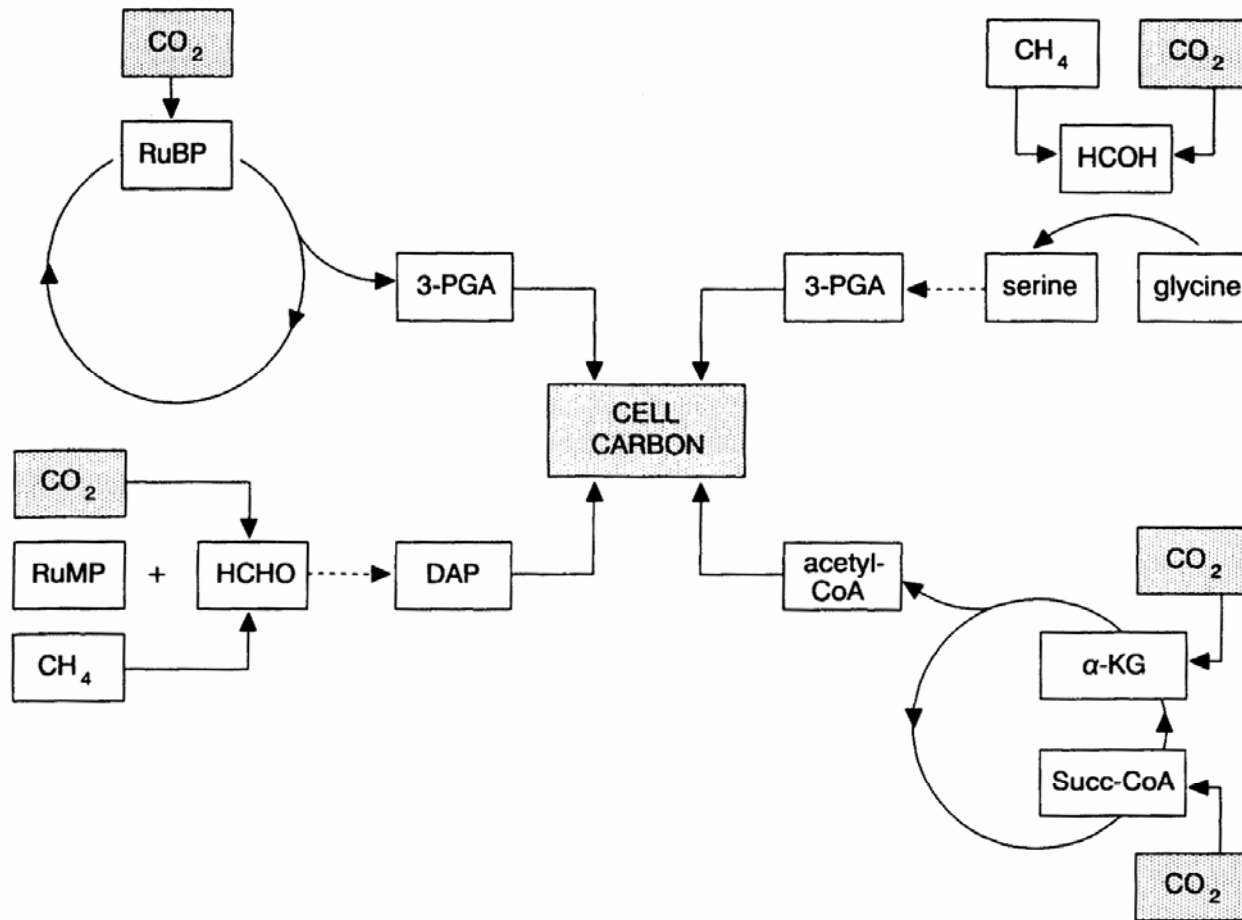 CO₂
RuBP
3-PGA
CH₄
CO₂
HCOH
3-PGA
serine
glycine
CELL
CARBON
CO₂
RuMP + HCHO
DAP
CH₄
acetyl-
CoA
CO₂
α-KG
Succ-CoA
CO₂